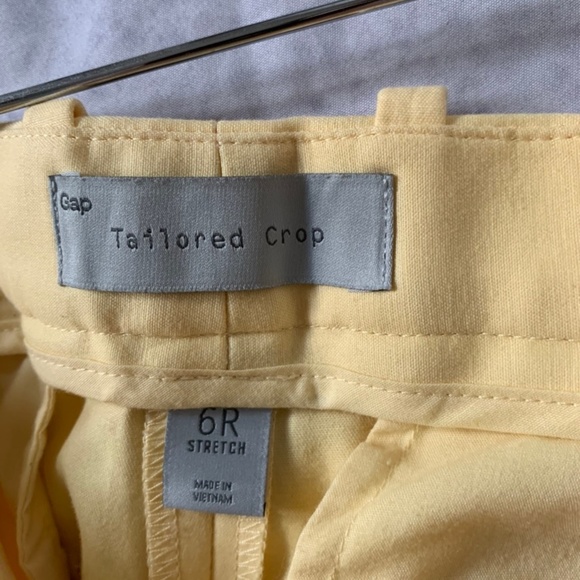 Gap
Tailored Crop
6R
STRETCH
MADE IN
VIETNAM